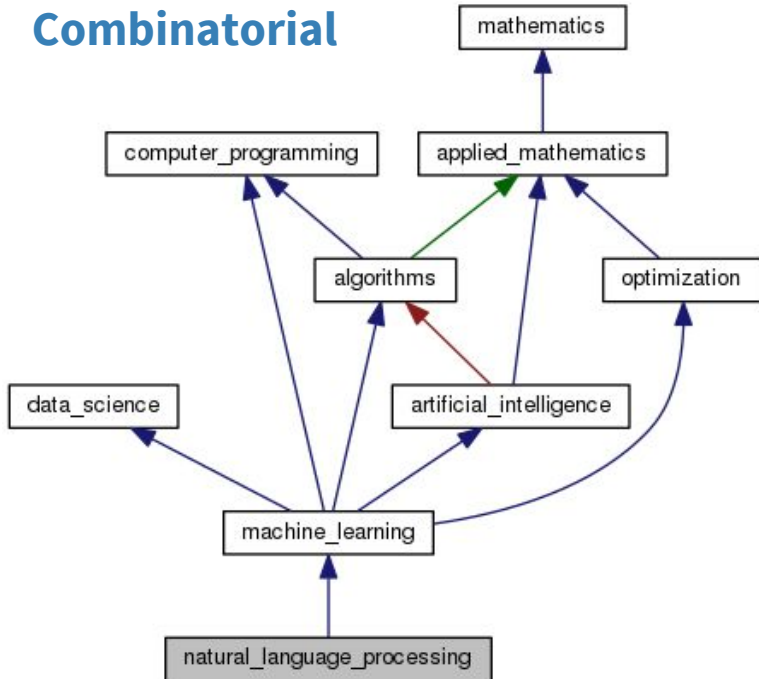 Combinatorial
mathematics
computer_programming
applied_mathematics
algorithms
optimization
data_science
artificial_intelligence
machine_learning
natural_language_processing